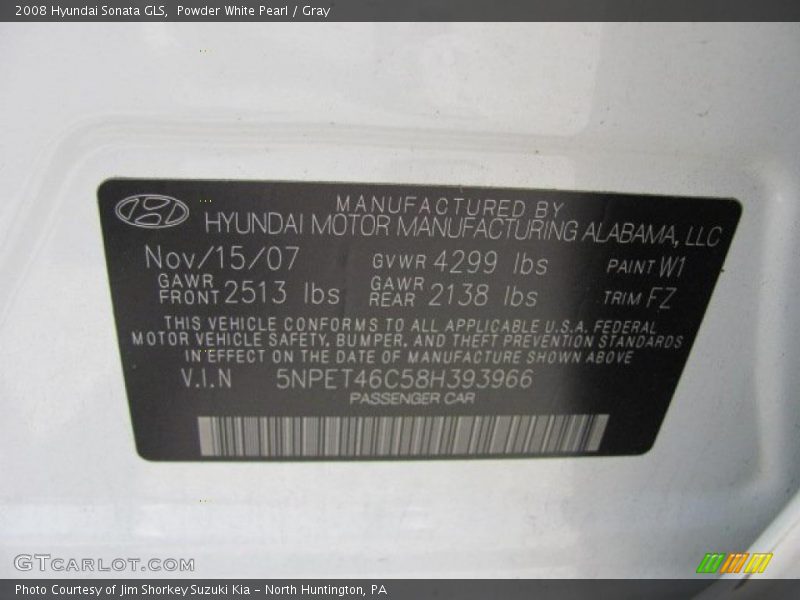 2008 Hyundai Sonata GLS, Powder White Pearl / Gray
MANUFACTURED BY
HYUNDAI MOTOR MANUFACTURING ALABAMA, LLC
Nov/15/07 GVWR 4299 lbs PAINT W1
GAWR FRONT 2513 lbs GAWR REAR 2138 lbs TRIM FZ
THIS VEHICLE CONFORMS TO ALL APPLICABLE U.S.A. FEDERAL
MOTOR VEHICLE SAFETY, BUMPER, AND THEFT PREVENTION STANDARDS
IN EFFECT ON THE DATE OF MANUFACTURE SHOWN ABOVE
V.I.N 5NPET46C58H393966
PASSENGER CAR
GTCARLOT.COM
Photo Courtesy of Jim Shorkey Suzuki Kia - North Huntington, PA